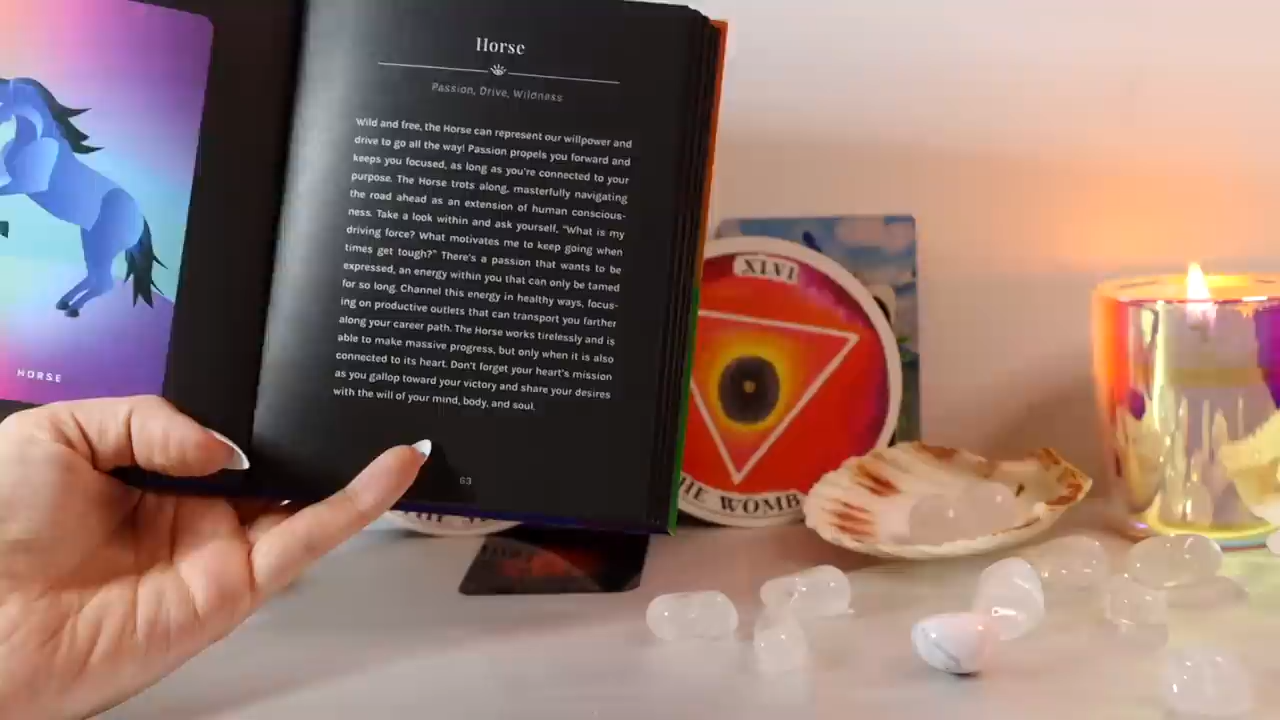 HORSE
Horse
Passion, Drive, Wildness
Wild and free, the Horse can represent our willpower and
drive to go all the way! Passion propels you forward and
keeps you focused, as long as you're connected to your
purpose. The Horse trots along, masterfully navigating
the road ahead as an extension of human conscious-
ness. Take a look within and ask yourself, "What is my
driving force? What motivates me to keep going when
times get tough?" There's a passion that wants to be
expressed, an energy within you that can only be tamed
for so long. Channel this energy in healthy ways, focus-
ing on productive outlets that can transport you farther
along your career path. The Horse works tirelessly and is
able to make massive progress, but only when it is also
connected to its heart. Don't forget your heart's mission
as you gallop toward your victory and share your desires
with the will of your mind, body, and soul.
63
XLVI
HE WOMB